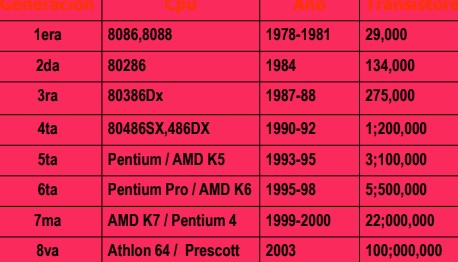 Generación Cpu Año Transistors
1era 8086,8088 1978-1981 29,000
2da 80286 1984 134,000
3ra 80386Dx 1987-88 275,000
4ta 80486SX,486DX 1990-92 1;200,000
5ta Pentium / AMD K5 1993-95 3;100,000
6ta Pentium Pro / AMD K6 1995-98 5;500,000
7ma AMD K7 / Pentium 4 1999-2000 22;000,000
8va Athlon 64 / Prescott 2003 100;000,000